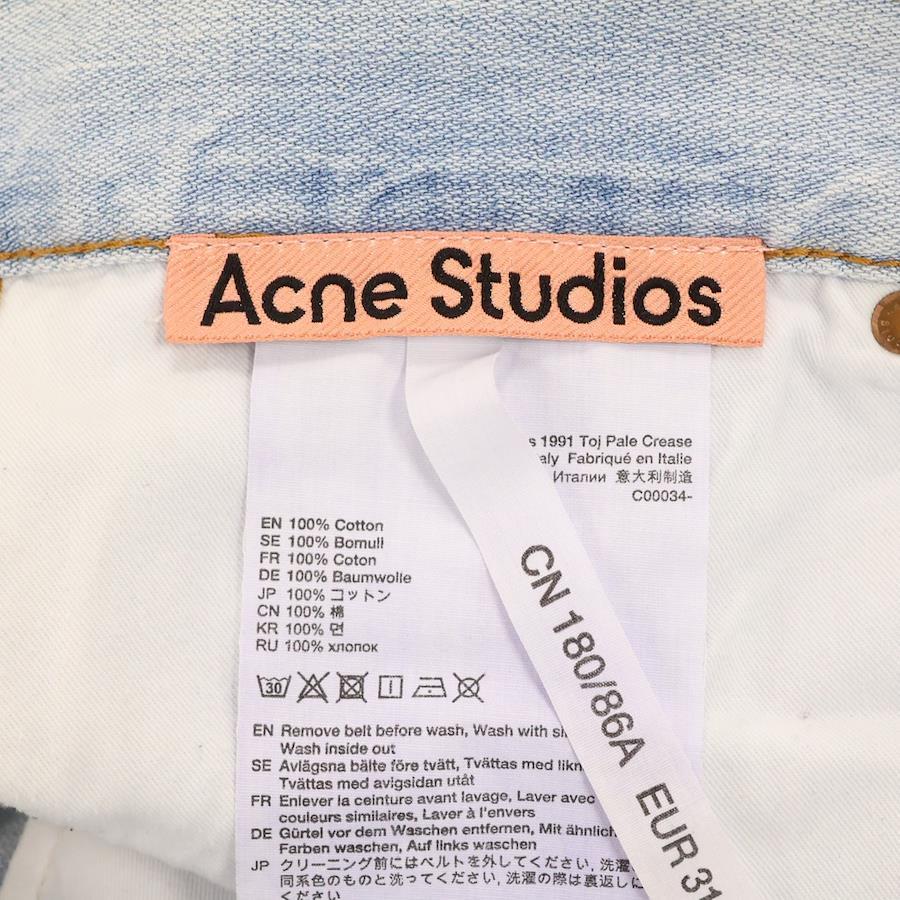 Acne Studios
1991 Toj Pale Crease
Fabriqué en Italie
Италии 意大利制造
C00034-
EN 100% Cotton
SE 100% Bomull
FR 100% Coton
DE 100% Baumwolle
JP 100% コットン
CN 100% 棉
KR 100% 면
RU 100% хлопок
30
EN Remove belt before wash, Wash with
Wash inside out
SE Avlägsna bälte före tvätt, Tvättas med
Tvättas med avigsidan utåt
FR Enlever la ceinture avant lavage, Laver avec
couleurs similaires, Laver à l'envers
DE Gürtel vor dem Waschen entfernen, Mit
Farben waschen, Auf links waschen
JP クリーニング前にはベルトを外してください, 洗濯
同系色のものと洗ってください, 洗濯の際は裏返しに
ください
CN 180/86A EUR 31